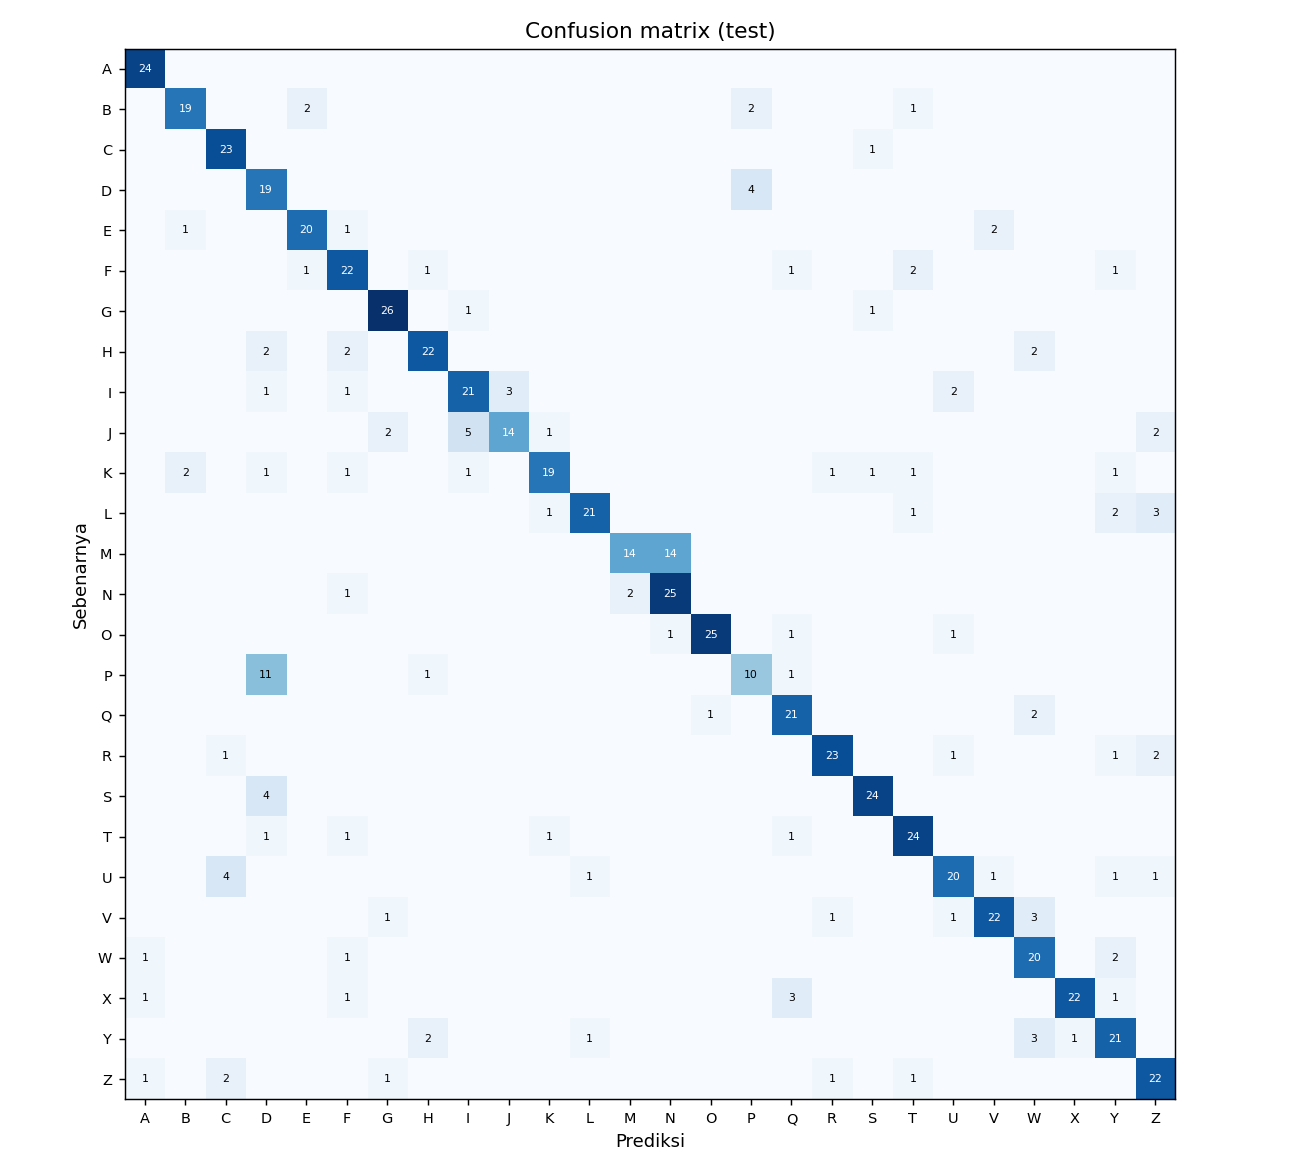 Confusion matrix (test)
A 24
B 19 2 2 1
C 23 1
D 19 4
E 1 20 1 2
F 1 22 1 1 2 1
G 26 1 1
H 2 2 22 2
I 1 1 21 3 2
J 2 5 14 1 2
K 2 1 1 1 19 1 1 1 1
L 1 21 1 2 3
M 14 14
N 1 2 25
O 1 25 1 1
P 11 1 10 1
Q 1 21 2
R 1 23 1 1 2
S 4 24
T 1 1 1 1 24
U 4 1 20 1 1 1
V 1 1 1 22 3
W 1 1 20 2
X 1 1 3 22 1
Y 2 1 3 1 21
Z 1 2 1 1 1 22
A B C D E F G H I J K L M N O P Q R S T U V W X Y Z
Prediksi
Sebenarnya